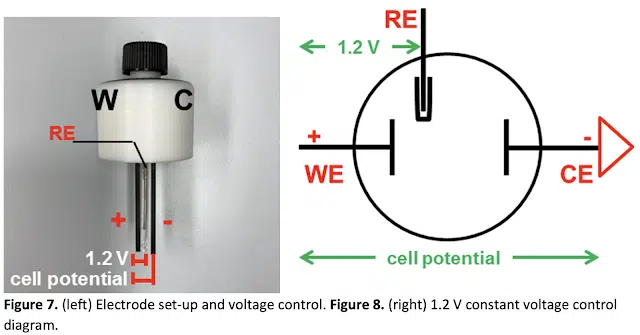 W C
RE
+ -
1.2 V
cell potential
RE
1.2 V
+ -
WE CE
cell potential
Figure 7. (left) Electrode set-up and voltage control. Figure 8. (right) 1.2 V constant voltage control
diagram.